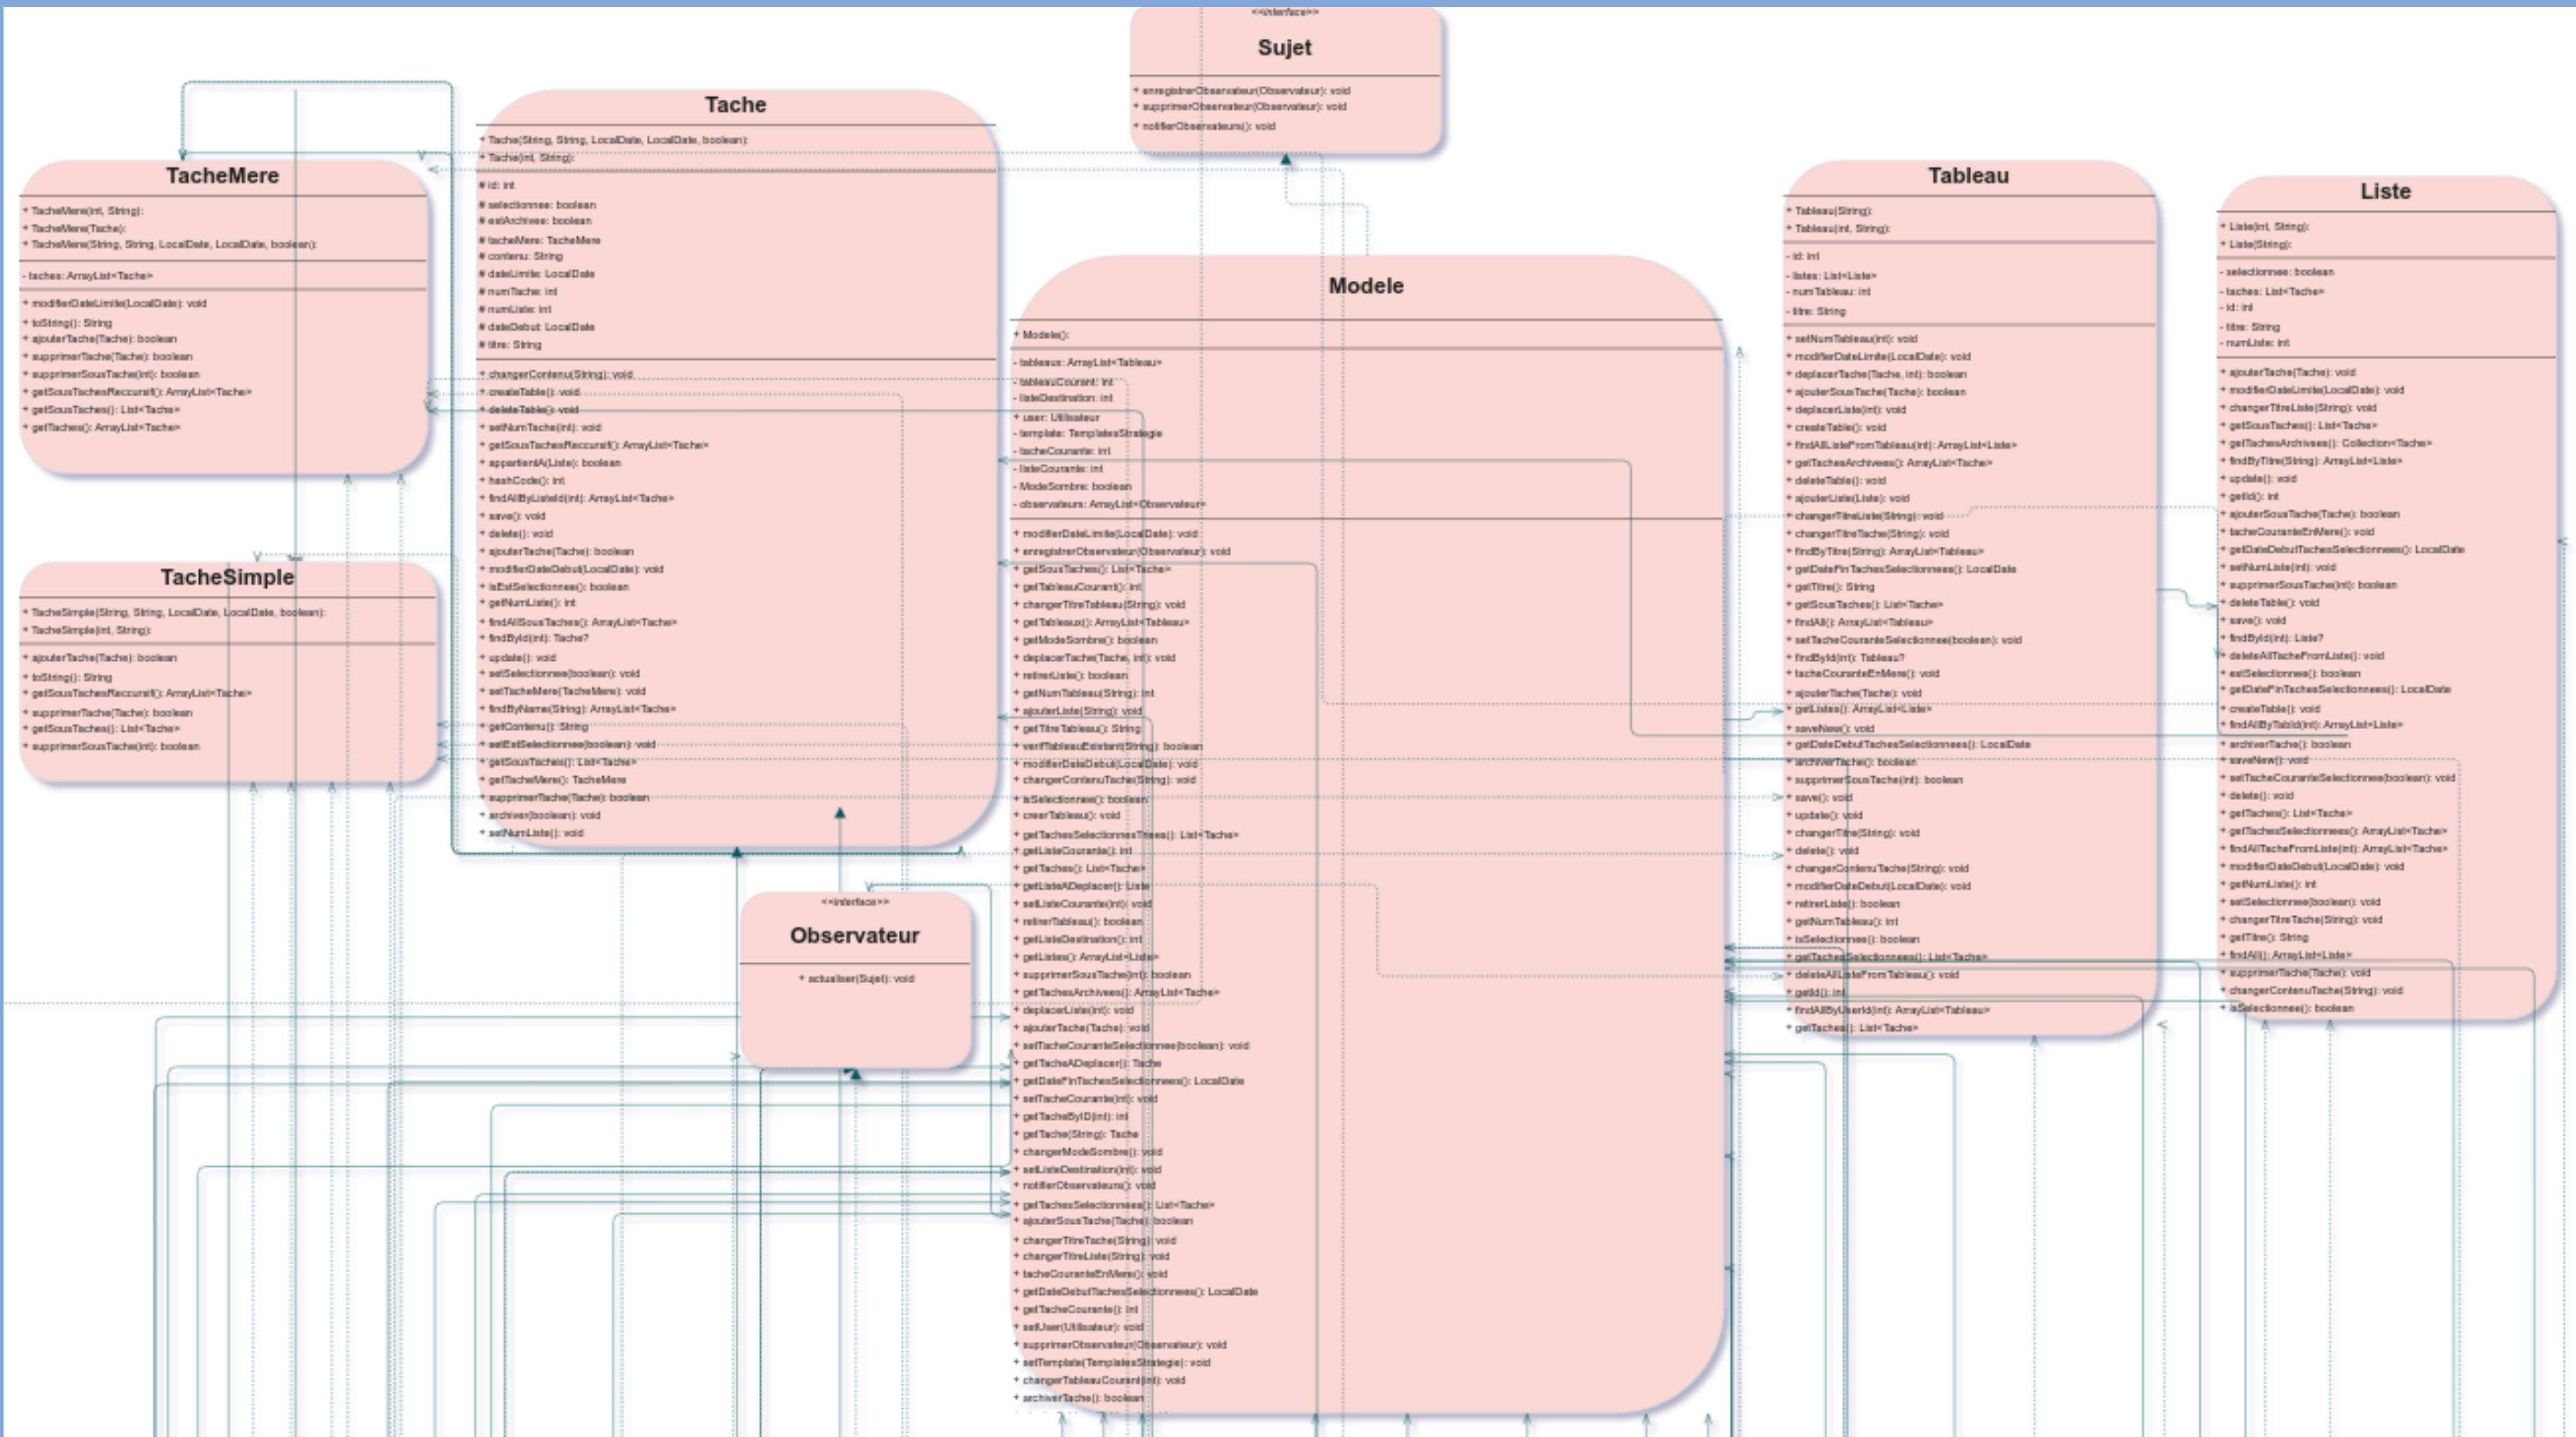 <<interface>>
Sujet
+ enregistrerObservateur(Observateur): void
+ supprimerObservateur(Observateur): void
+ notifierObservateurs(): void
TacheMere
+ TacheMere(int, String):
+ TacheMere(Tache):
+ TacheMere(String, String, LocalDate, LocalDate, boolean):
- taches: ArrayList<Tache>
+ modifierDateLimite(LocalDate): void
+ toString(): String
+ ajouterTache(Tache): boolean
+ supprimerTache(Tache): boolean
+ supprimerSousTache(int): boolean
+ getSousTachesReccursif(): ArrayList<Tache>
+ getSousTaches(): List<Tache>
+ getTaches(): ArrayList<Tache>
TacheSimple
+ TacheSimple(String, String, LocalDate, LocalDate, boolean):
+ TacheSimple(int, String):
+ ajouterTache(Tache): boolean
+ toString(): String
+ getSousTachesReccursif(): ArrayList<Tache>
+ supprimerTache(Tache): boolean
+ getSousTaches(): List<Tache>
+ supprimerSousTache(int): boolean
Tache
+ Tache(String, String, LocalDate, LocalDate, boolean):
+ Tache(int, String):
# id: int
# selectionnee: boolean
# estArchivee: boolean
# tacheMere: TacheMere
# contenu: String
# dateLimite: LocalDate
# numTache: int
# numListe: int
# dateDebut: LocalDate
# titre: String
+ changerContenu(String): void
+ createTable(): void
+ deleteTable(): void
+ setNumTache(int): void
+ getSousTachesReccursif(): ArrayList<Tache>
+ appartientA(Liste): boolean
+ hashCode(): int
+ findAllByListeId(int): ArrayList<Tache>
+ save(): void
+ delete(): void
+ ajouterTache(Tache): boolean
+ modifierDateDebut(LocalDate): void
+ isEstSelectionnee(): boolean
+ getNumListe(): int
+ findAllSousTaches(): ArrayList<Tache>
+ findById(int): Tache?
+ update(): void
+ setSelectionnee(boolean): void
+ setTacheMere(TacheMere): void
+ findByName(String): ArrayList<Tache>
+ getContenu(): String
+ setEstSelectionnee(boolean): void
+ getSousTaches(): List<Tache>
+ getTacheMere(): TacheMere
+ supprimerTache(Tache): boolean
+ archiver(boolean): void
+ setNumListe(): void
<<interface>>
Observateur
+ actualiser(Sujet): void
Modele
+ Modele():
- tableaux: ArrayList<Tableau>
- tableauCourant: int
- listeDestination: int
+ user: Utilisateur
- template: TemplatesStrategie
- tacheCourante: int
- listeCourante: int
- ModeSombre: boolean
- observateurs: ArrayList<Observateur>
+ modifierDateLimite(LocalDate): void
+ enregistrerObservateur(Observateur): void
+ getSousTaches(): List<Tache>
+ getTableauCourant(): int
+ changerTitreTableau(String): void
+ getTableaux(): ArrayList<Tableau>
+ getModeSombre(): boolean
+ deplacerTache(Tache, int): void
+ retirerListe(): boolean
+ getNumTableau(String): int
+ ajouterListe(String): void
+ getTitreTableau(): String
+ verifTableauExistant(String): boolean
+ modifierDateDebut(LocalDate): void
+ changerContenuTache(String): void
+ isSelectionnee(): boolean
+ creerTableau(): void
+ getTachesSelectionnesTriees(): List<Tache>
+ getListeCourante(): int
+ getTaches(): List<Tache>
+ getListeADeplacer(): Liste
+ setListeCourante(int): void
+ retirerTableau(): boolean
+ getListeDestination(): int
+ getListes(): ArrayList<Liste>
+ supprimerSousTache(int): boolean
+ getTachesArchivees(): ArrayList<Tache>
+ deplacerListe(int): void
+ ajouterTache(Tache): void
+ setTacheCouranteSelectionnee(boolean): void
+ getTacheADeplacer(): Tache
+ getDateFinTachesSelectionnees(): LocalDate
+ setTacheCourante(int): void
+ getTacheByID(int): int
+ getTache(String): Tache
+ changerModeSombre(): void
+ setListeDestination(int): void
+ notifierObservateurs(): void
+ getTachesSelectionnees(): List<Tache>
+ ajouterSousTache(Tache): boolean
+ changerTitreTache(String): void
+ changerTitreListe(String): void
+ tacheCouranteEnMere(): void
+ getDateDebutTachesSelectionnees(): LocalDate
+ getTacheCourante(): int
+ setUser(Utilisateur): void
+ supprimerObservateur(Observateur): void
+ setTemplate(TemplatesStrategie): void
+ changerTableauCourant(int): void
+ archiverTache(): boolean
Tableau
+ Tableau(String):
+ Tableau(int, String):
- id: int
- listes: List<Liste>
- numTableau: int
- titre: String
+ setNumTableau(int): void
+ modifierDateLimite(LocalDate): void
+ deplacerTache(Tache, int): boolean
+ ajouterSousTache(Tache): boolean
+ deplacerListe(int): void
+ createTable(): void
+ findAllListeFromTableau(int): ArrayList<Liste>
+ getTachesArchivees(): ArrayList<Tache>
+ deleteTable(): void
+ ajouterListe(Liste): void
+ changerTitreListe(String): void
+ changerTitreTache(String): void
+ findByTitre(String): ArrayList<Tableau>
+ getDateFinTachesSelectionnees(): LocalDate
+ getTitre(): String
+ getSousTaches(): List<Tache>
+ findAll(): ArrayList<Tableau>
+ setTacheCouranteSelectionnee(boolean): void
+ findById(int): Tableau?
+ tacheCouranteEnMere(): void
+ ajouterTache(Tache): void
+ getListes(): ArrayList<Liste>
+ saveNew(): void
+ getDateDebutTachesSelectionnees(): LocalDate
+ archiverTache(): boolean
+ supprimerSousTache(int): boolean
+ save(): void
+ update(): void
+ changerTitre(String): void
+ delete(): void
+ changerContenuTache(String): void
+ modifierDateDebut(LocalDate): void
+ retirerListe(): boolean
+ getNumTableau(): int
+ isSelectionnee(): boolean
+ getTachesSelectionnees(): List<Tache>
+ deleteAllListeFromTableau(): void
+ getId(): int
+ findAllByUserId(int): ArrayList<Tableau>
+ getTaches(): List<Tache>
Liste
+ Liste(int, String):
+ Liste(String):
- selectionnee: boolean
- taches: List<Tache>
- id: int
- titre: String
- numListe: int
+ ajouterTache(Tache): void
+ modifierDateLimite(LocalDate): void
+ changerTitreListe(String): void
+ getSousTaches(): List<Tache>
+ getTachesArchivees(): Collection<Tache>
+ findByTitre(String): ArrayList<Liste>
+ update(): void
+ getId(): int
+ ajouterSousTache(Tache): boolean
+ tacheCouranteEnMere(): void
+ getDateDebutTachesSelectionnees(): LocalDate
+ setNumListe(int): void
+ supprimerSousTache(int): boolean
+ deleteTable(): void
+ save(): void
+ findById(int): Liste?
+ deleteAllTacheFromListe(): void
+ estSelectionnee(): boolean
+ getDateFinTachesSelectionnees(): LocalDate
+ createTable(): void
+ findAllByTabId(int): ArrayList<Liste>
+ archiverTache(): boolean
+ saveNew(): void
+ setTacheCouranteSelectionnee(boolean): void
+ delete(): void
+ getTaches(): List<Tache>
+ getTachesSelectionnees(): ArrayList<Tache>
+ findAllTacheFromListe(int): ArrayList<Tache>
+ modifierDateDebut(LocalDate): void
+ getNumListe(): int
+ setSelectionnee(boolean): void
+ changerTitreTache(String): void
+ getTitre(): String
+ findAll(): ArrayList<Liste>
+ supprimerTache(Tache): void
+ changerContenuTache(String): void
+ isSelectionnee(): boolean